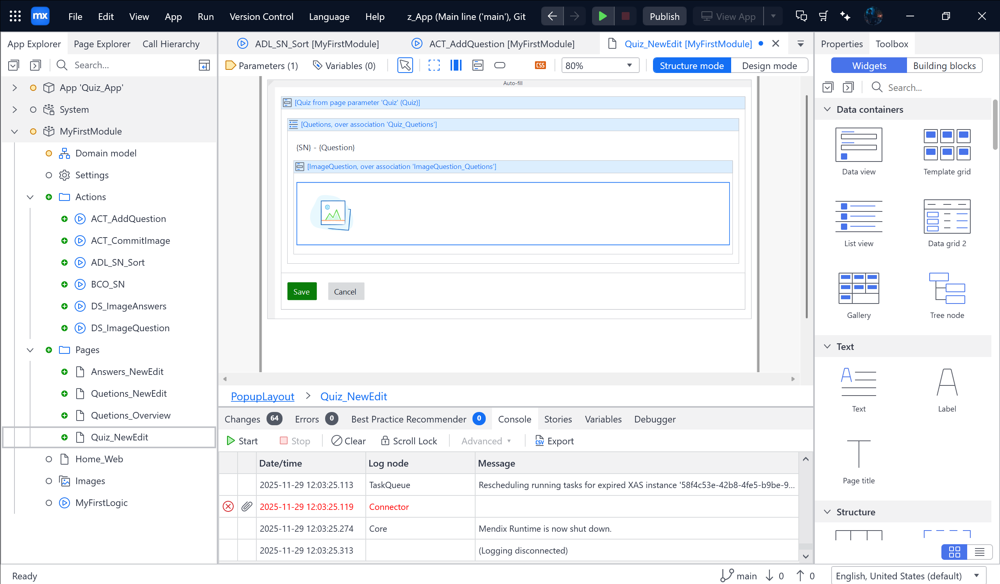 mx File Edit View App Run Version Control Language Help z_App (Main line ('main'), Git Publish View App
App Explorer Page Explorer Call Hierarchy
Search...
App 'Quiz_App'
System
MyFirstModule
Domain model
Settings
Actions
ACT_AddQuestion
ACT_CommitImage
ADL_SN_Sort
BCO_SN
DS_ImageAnswers
DS_ImageQuestion
Pages
Answers_NewEdit
Quetions_NewEdit
Quetions_Overview
Quiz_NewEdit
Home_Web
Images
MyFirstLogic
ADL_SN_Sort [MyFirstModule] ACT_AddQuestion [MyFirstModule] Quiz_NewEdit [MyFirstModule]
Parameters (1) Variables (0) CSS 80% Structure mode Design mode
Auto-fill
[Quiz from page parameter 'Quiz' (Quiz)]
[Quetions, over association 'Quiz_Quetions']
{SN} - {Question}
[ImageQuestion, over association 'ImageQuestion_Quetions']
Save Cancel
PopupLayout > Quiz_NewEdit
Changes 64 Errors 0 Best Practice Recommender 0 Console Stories Variables Debugger
Start Stop Clear Scroll Lock Advanced CSV Export
Date/time Log node Message
2025-11-29 12:03:25.113 TaskQueue Rescheduling running tasks for expired XAS instance '58f4c53e-42b8-4fe5-b9be-9...
2025-11-29 12:03:25.119 Connector
2025-11-29 12:03:25.274 Core Mendix Runtime is now shut down.
2025-11-29 12:03:25.313 (Logging disconnected)
Properties Toolbox
Widgets Building blocks
Search...
Data containers
Data view Template grid
List view Data grid 2
Gallery Tree node
Text
Text Label
Page title
Structure
Ready main 0 0 English, United States (default)